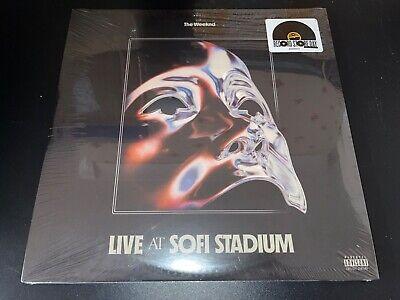 The Weeknd
RECORD STORE DAY
LIVE AT SOFI STADIUM
PARENTAL
ADVISORY
EXPLICIT CONTENT